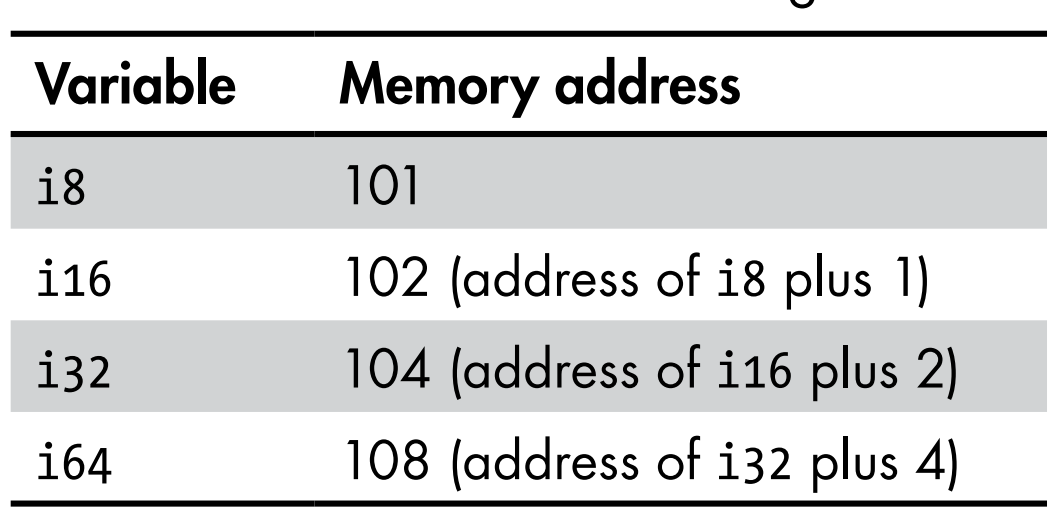 Variable Memory address
i8 101
i16 102 (address of i8 plus 1)
i32 104 (address of i16 plus 2)
i64 108 (address of i32 plus 4)